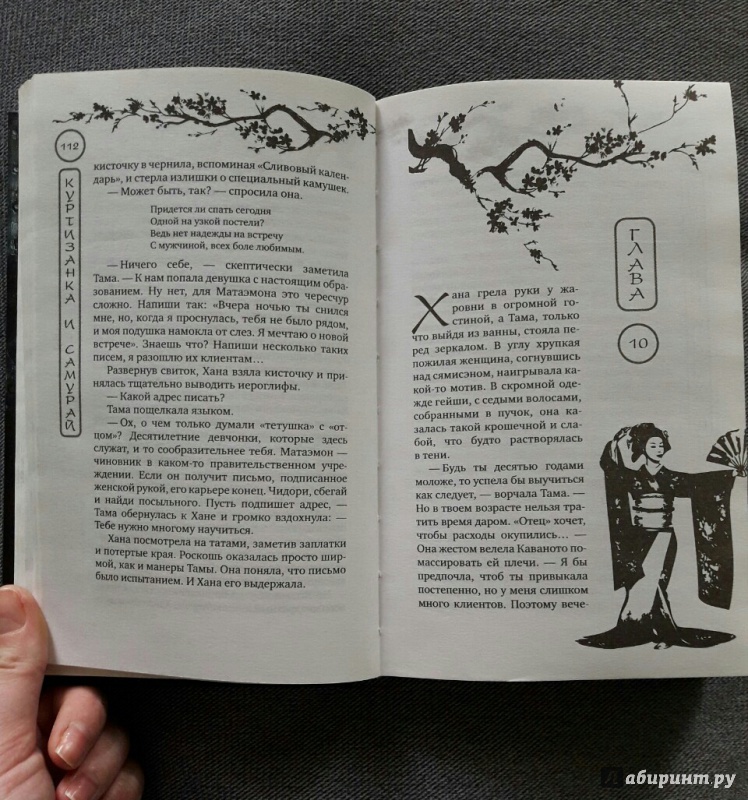 112
КУРТИЗАНКА И САМУРАЙ
кисточку в чернила, вспоминая «Сливовый кален-
дарь», и стерла излишки о специальный камушек.
— Может быть, так? — спросила она.
Придется ли спать сегодня
Одной на узкой постели?
Ведь нет надежды на встречу
С мужчиной, всех боле любимым.
— Ничего себе, — скептически заметила
Тама. — К нам попала девушка с настоящим обра-
зованием. Ну нет, для Матаэмона это чересчур
сложно. Напиши так: «Вчера ночью ты снился
мне, но, когда я проснулась, тебя не было рядом,
и моя подушка намокла от слез. Я мечтаю о новой
встрече». Знаешь что? Напиши несколько таких
писем, я разошлю их клиентам...
Развернув свиток, Хана взяла кисточку и при-
нялась тщательно выводить иероглифы.
— Какой адрес писать?
Тама пощелкала языком.
— Ох, о чем только думали «тетушка» с «от-
цом»? Десятилетние девчонки, которые здесь
служат, и то сообразительнее тебя. Матаэмон —
чиновник в каком-то правительственном учре-
ждении. Если он получит письмо, подписанное
женской рукой, его карьере конец. Чидори, сбегай
и найди посыльного. Пусть подпишет адрес, —
Тама обернулась к Хане и громко вздохнула: —
Тебе нужно многому научиться.
Хана посмотрела на татами, заметив заплатки
и потертые края. Роскошь оказалась просто шир-
мой, как и манеры Тамы. Она поняла, что письмо
было испытанием. И Хана его выдержала.
ГЛАВА
10
Хана грела руки у жа-
ровни в огромной гос-
тиной, а Тама, только
что выйдя из ванны, стояла пе-
ред зеркалом. В углу хрупкая
пожилая женщина, согнувшись
над сямисэном, наигрывала ка-
кой-то мотив. В скромной оде-
жде гейши, с седыми волосами,
собранными в пучок, она ка-
залась такой крошечной и сла-
бой, что будто растворялась
в тени.
— Будь ты десятью годами
моложе, то успела бы выучиться
как следует, — ворчала Тама. —
Но в твоем возрасте нельзя тра-
тить время даром. «Отец» хочет,
чтобы расходы окупились... —
Она жестом велела Каваното по-
массировать ей плечи. — Я бы
предпочла, чтоб ты привыкала
постепенно, но у меня слишком
много клиентов. Поэтому вече-
абиринт.ру